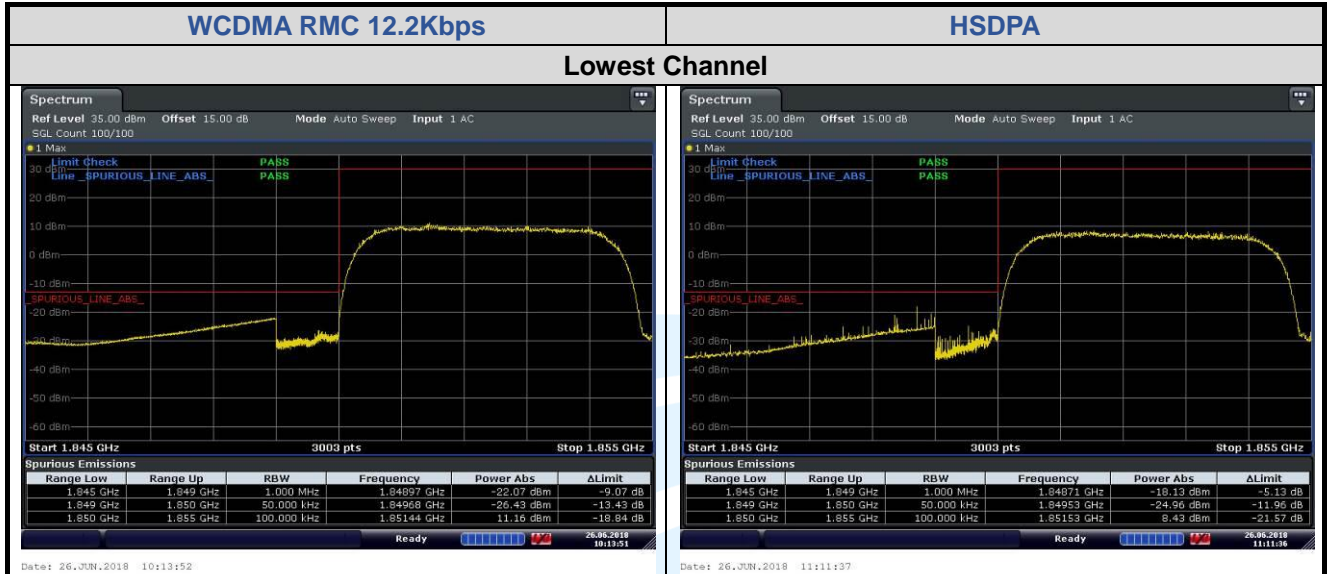 WCDMA RMC 12.2Kbps
HSDPA
Lowest Channel
Spectrum
Ref Level 35.00 dBm Offset 15.00 dB Mode Auto Sweep Input 1 AC
SGL Count 100/100
1 Max
Limit Check PASS
30 dBm
Line _SPURIOUS_LINE_ABS_ PASS
20 dBm
10 dBm
0 dBm
-10 dBm
_SPURIOUS_LINE_ABS_
-20 dBm
-30 dBm
-40 dBm
-50 dBm
-60 dBm
Start 1.845 GHz 3003 pts Stop 1.855 GHz
Spurious Emissions
Range Low Range Up RBW Frequency Power Abs ΔLimit
1.845 GHz 1.849 GHz 1.000 MHz 1.84897 GHz -22.07 dBm -9.07 dB
1.849 GHz 1.850 GHz 50.000 kHz 1.84968 GHz -26.43 dBm -13.43 dB
1.850 GHz 1.855 GHz 100.000 kHz 1.85144 GHz 11.16 dBm -18.84 dB
Ready 26.06.2018
10:13:51
Date: 26.JUN.2018 10:13:52
Spectrum
Ref Level 35.00 dBm Offset 15.00 dB Mode Auto Sweep Input 1 AC
SGL Count 100/100
1 Max
Limit Check PASS
30 dBm
Line _SPURIOUS_LINE_ABS_ PASS
20 dBm
10 dBm
0 dBm
-10 dBm
_SPURIOUS_LINE_ABS_
-20 dBm
-30 dBm
-40 dBm
-50 dBm
-60 dBm
Start 1.845 GHz 3003 pts Stop 1.855 GHz
Spurious Emissions
Range Low Range Up RBW Frequency Power Abs ΔLimit
1.845 GHz 1.849 GHz 1.000 MHz 1.84871 GHz -18.13 dBm -5.13 dB
1.849 GHz 1.850 GHz 50.000 kHz 1.84953 GHz -24.96 dBm -11.96 dB
1.850 GHz 1.855 GHz 100.000 kHz 1.85153 GHz 8.43 dBm -21.57 dB
Ready 26.06.2018
11:11:36
Date: 26.JUN.2018 11:11:37